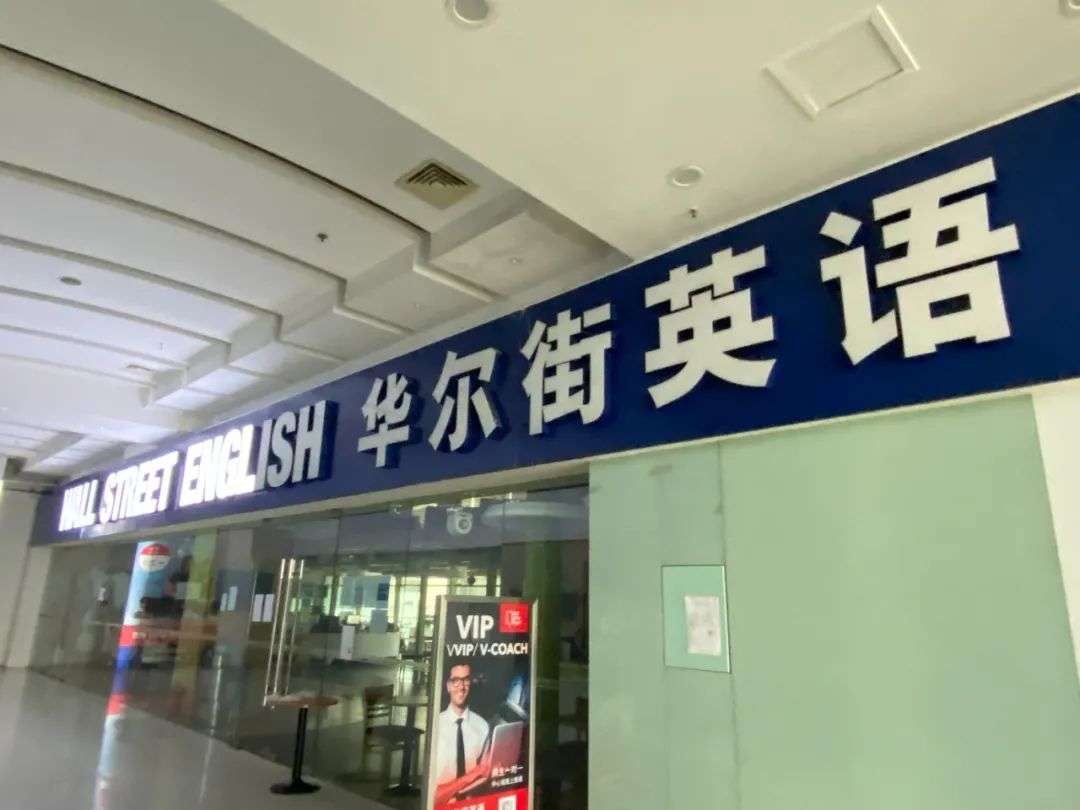 WALL STREET ENGLISH 华尔街英语
VIP
VVIP/V-COACH